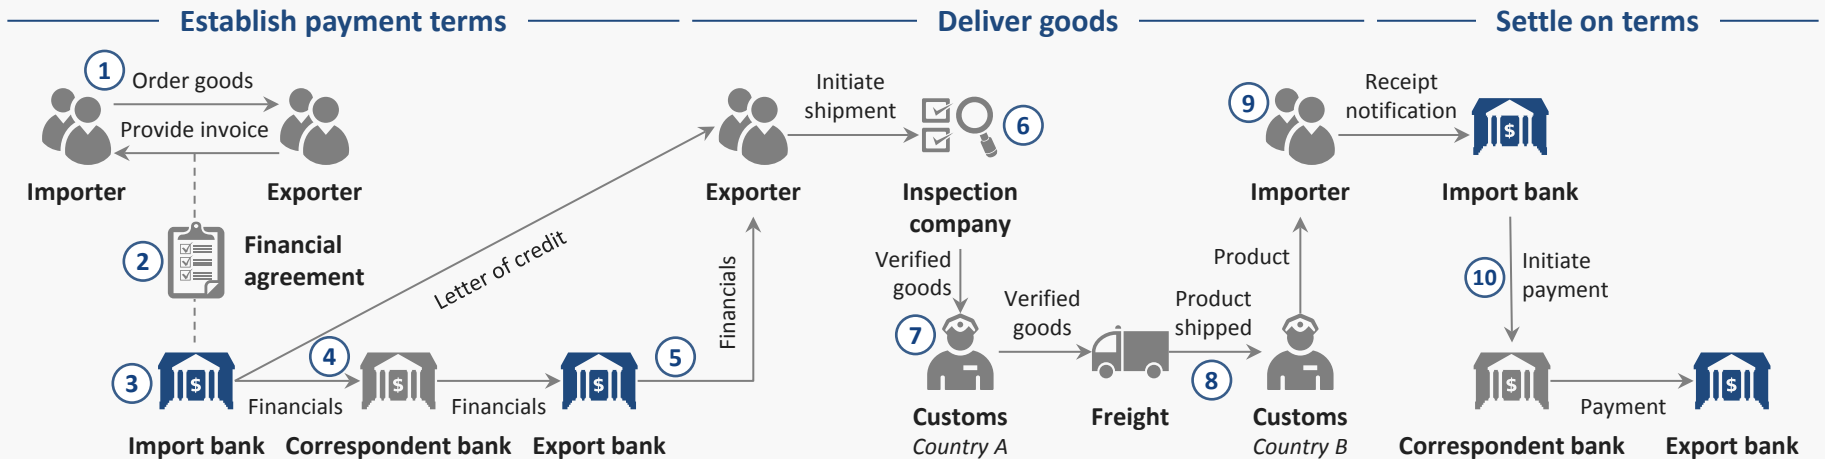 Establish payment terms
Deliver goods
Settle on terms
1
Order goods
Provide invoice
Importer
Exporter
2
Financial
agreement
3
Import bank
Letter of credit
4
Financials
Correspondent bank
Financials
Export bank
5
Financials
Exporter
Initiate
shipment
6
Inspection
company
Verified
goods
7
Customs
Country A
Verified
goods
Freight
Product
shipped
8
Customs
Country B
Product
9
Importer
Receipt
notification
$
Import bank
10
Initiate
payment
$
Correspondent bank
Payment
$
Export bank
$
$
$